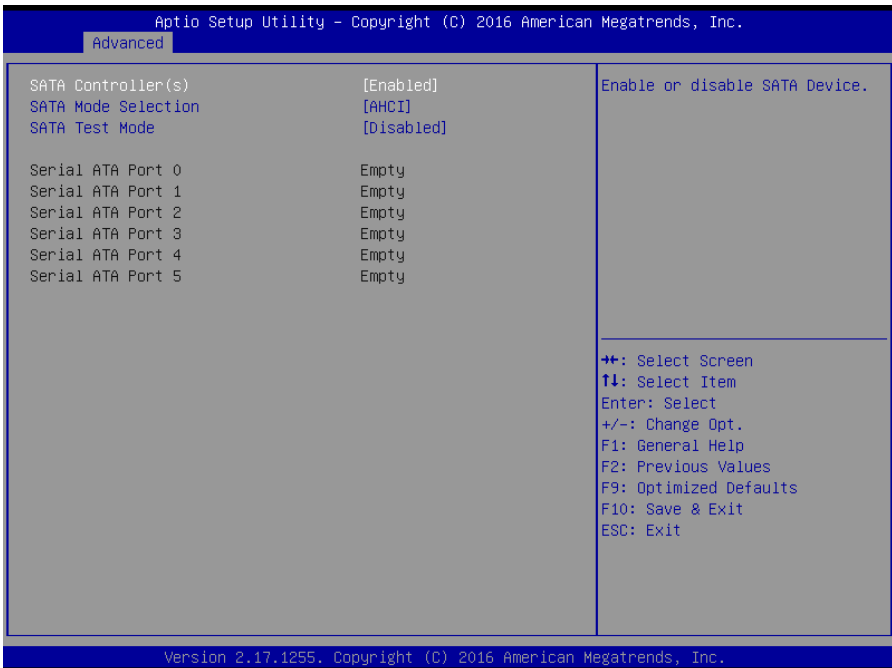 Aptio Setup Utility – Copyright (C) 2016 American Megatrends, Inc.
Advanced
SATA Controller(s) [Enabled]
SATA Mode Selection [AHCI]
SATA Test Mode [Disabled]
Serial ATA Port 0 Empty
Serial ATA Port 1 Empty
Serial ATA Port 2 Empty
Serial ATA Port 3 Empty
Serial ATA Port 4 Empty
Serial ATA Port 5 Empty
Enable or disable SATA Device.
→←: Select Screen
↑↓: Select Item
Enter: Select
+/-: Change Opt.
F1: General Help
F2: Previous Values
F9: Optimized Defaults
F10: Save & Exit
ESC: Exit
Version 2.17.1255. Copyright (C) 2016 American Megatrends, Inc.